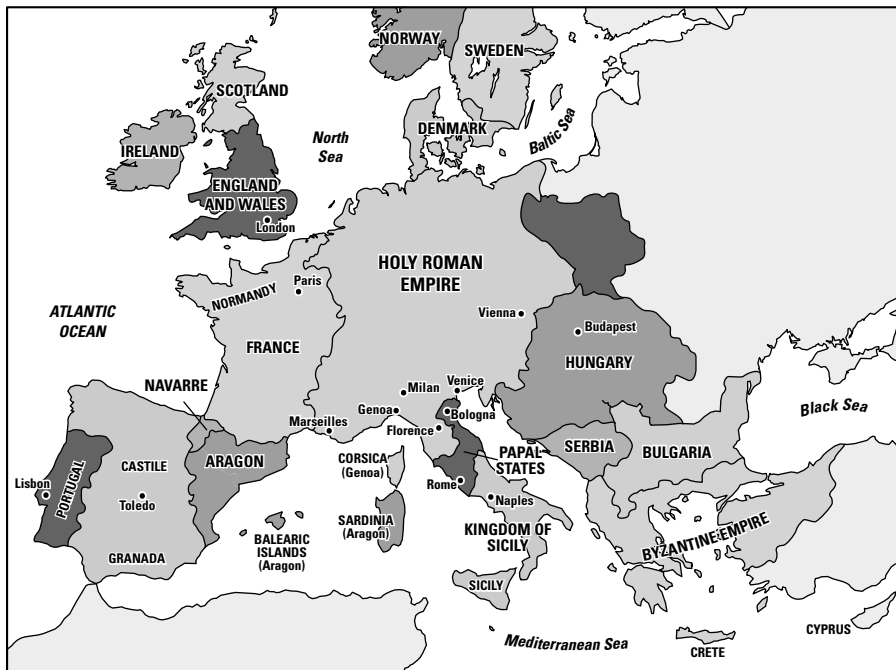 NORWAY
SWEDEN
SCOTLAND
North
Sea
DENMARK
Baltic Sea
IRELAND
ENGLAND
AND WALES
London
HOLY ROMAN
EMPIRE
Paris
NORMANDY
ATLANTIC
OCEAN
Vienna
Budapest
FRANCE
HUNGARY
NAVARRE
Milan
Venice
Genoa
Bologna
Black Sea
Marseilles
Florence
PAPAL
STATES
SERBIA
BULGARIA
ARAGON
CORSICA
(Genoa)
CASTILE
Lisbon
PORTUGAL
Toledo
Rome
Naples
SARDINIA
(Aragon)
KINGDOM OF
SICILY
BYZANTINE EMPIRE
BALEARIC
ISLANDS
(Aragon)
GRANADA
SICILY
Mediterranean Sea
CRETE
CYPRUS